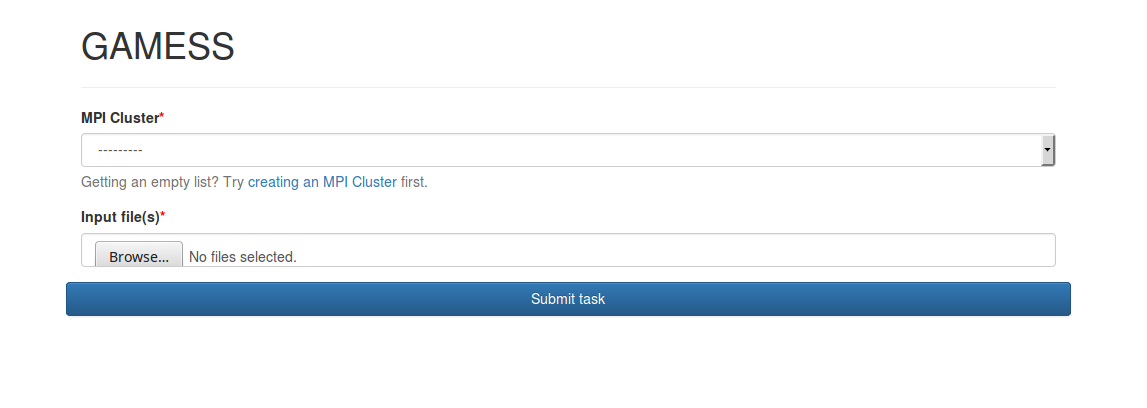 GAMESS
MPI Cluster*
---------
Getting an empty list? Try creating an MPI Cluster first.
Input file(s)*
Browse... No files selected.
Submit task